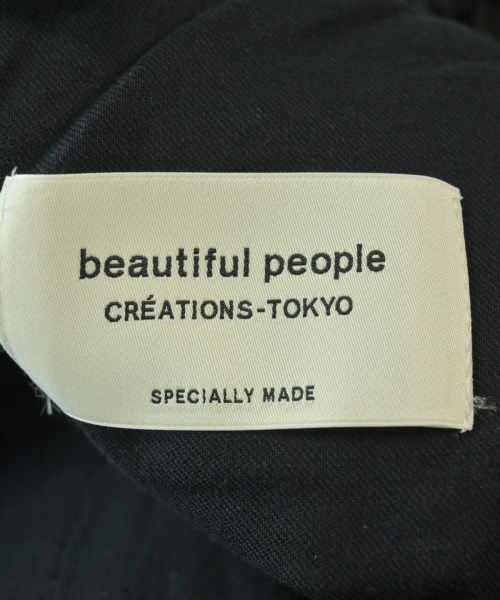 beautiful people
CRÉATIONS-TOKYO
SPECIALLY MADE